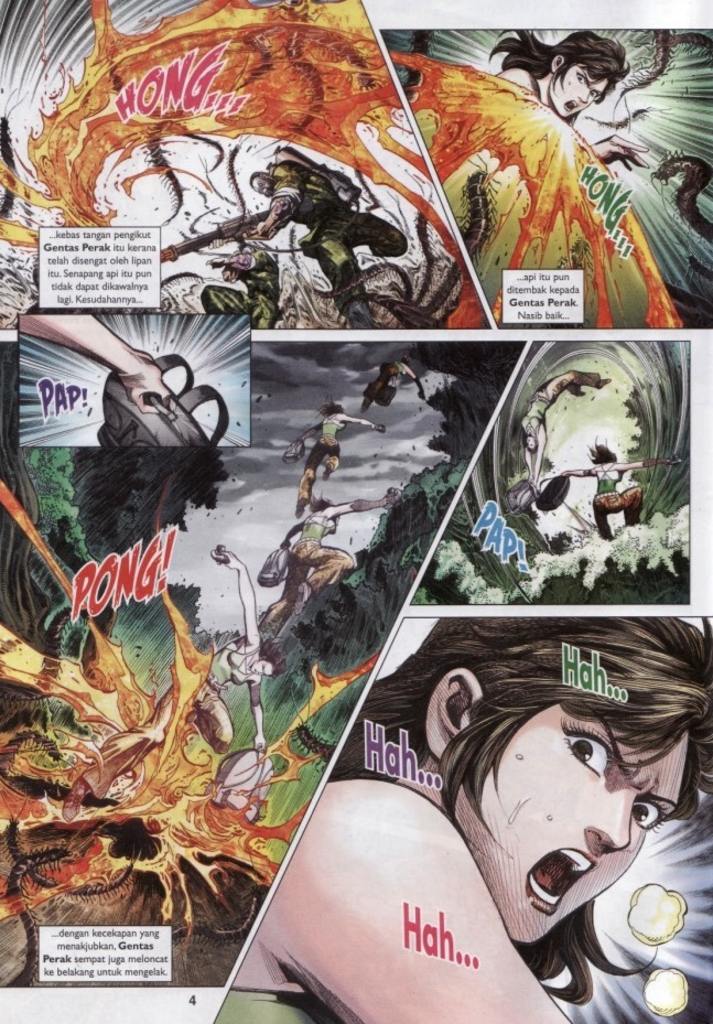 HONG...
...kebas tangan pengikut
Gentas Perak itu kerana
telah disengat oleh lipan
itu. Senapang api itu pun
tidak dapat dikawalnya
lagi. Kesudahannya...
HONG...
...api itu pun
ditembak kepada
Gentas Perak.
Nasib baik...
PAP!
PONG!
...dengan kecekapan yang
menakjubkan, Gentas
Perak sempat juga meloncat
ke belakang untuk mengelak.
PAP!
Hah...
Hah...
Hah...
4